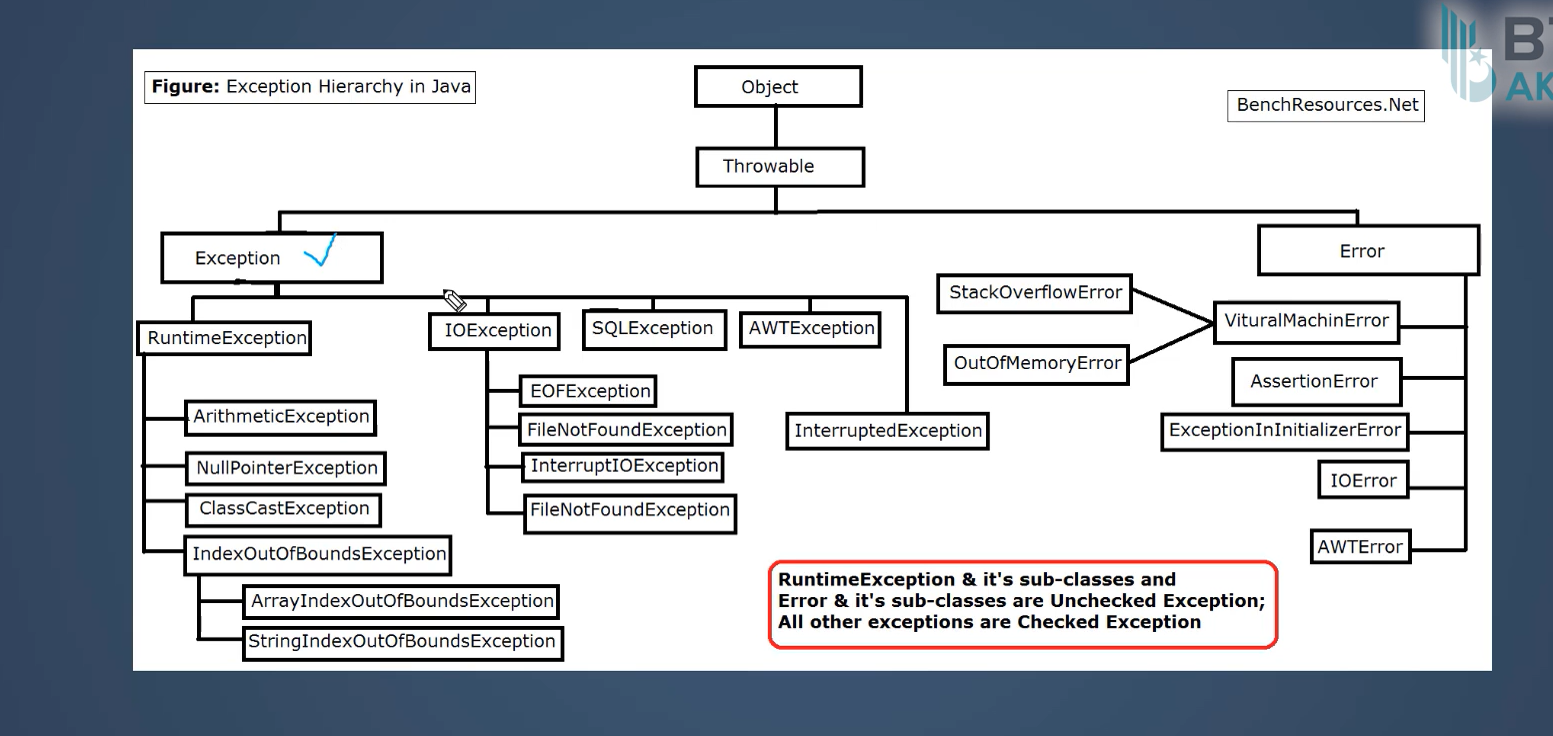 Figure: Exception Hierarchy in Java
Object
BenchResources.Net
Throwable
Exception
Error
RuntimeException
IOException
SQLException
AWTException
StackOverflowError
VituralMachinError
OutOfMemoryError
AssertionError
EOFException
ArithmeticException
FileNotFoundException
InterruptedException
ExceptionInInitializerError
NullPointerException
InterruptIOException
IOError
ClassCastException
FileNotFoundException
IndexOutOfBoundsException
AWTError
ArrayIndexOutOfBoundsException
StringIndexOutOfBoundsException
RuntimeException & it's sub-classes and
Error & it's sub-classes are Unchecked Exception;
All other exceptions are Checked Exception